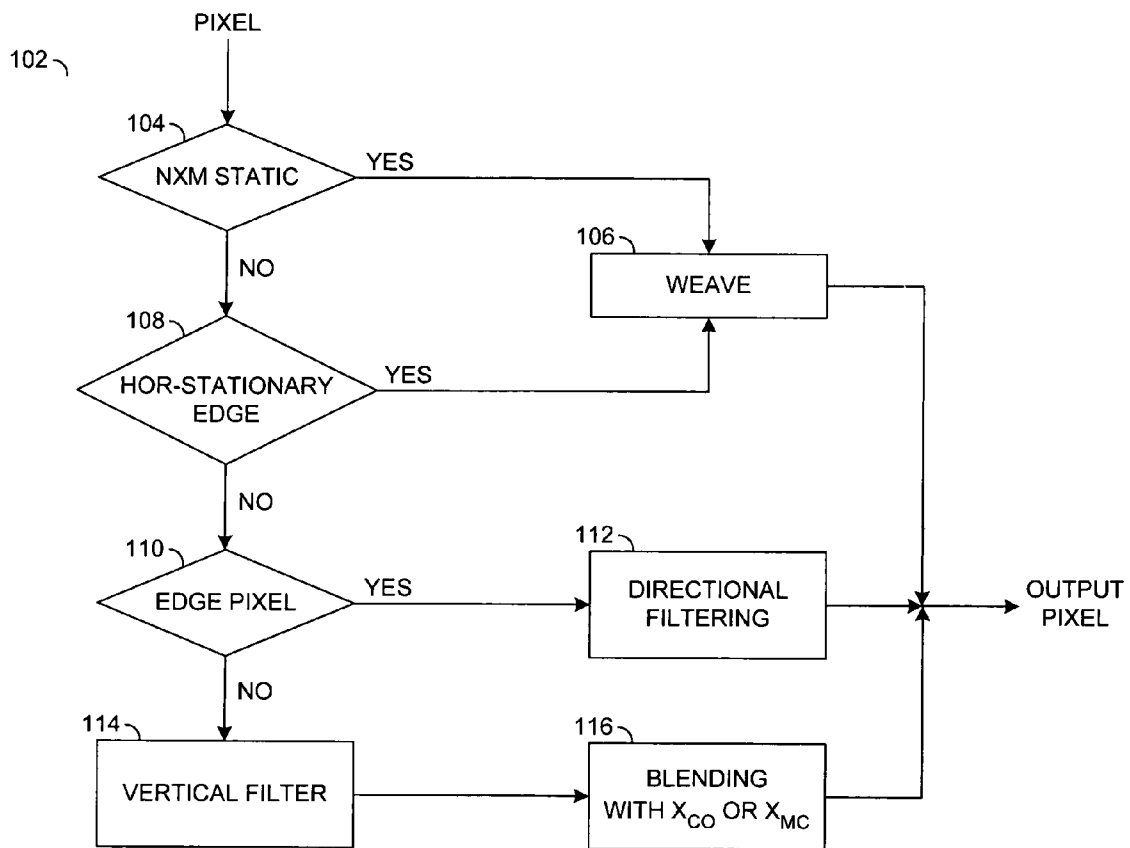 PIXEL
102
104
NXM STATIC
YES
106
WEAVE
NO
108
HOR-STATIONARY
EDGE
YES
NO
110
EDGE PIXEL
YES
112
DIRECTIONAL
FILTERING
OUTPUT
PIXEL
NO
114
VERTICAL FILTER
116
BLENDING
WITH X_CO OR X_MC